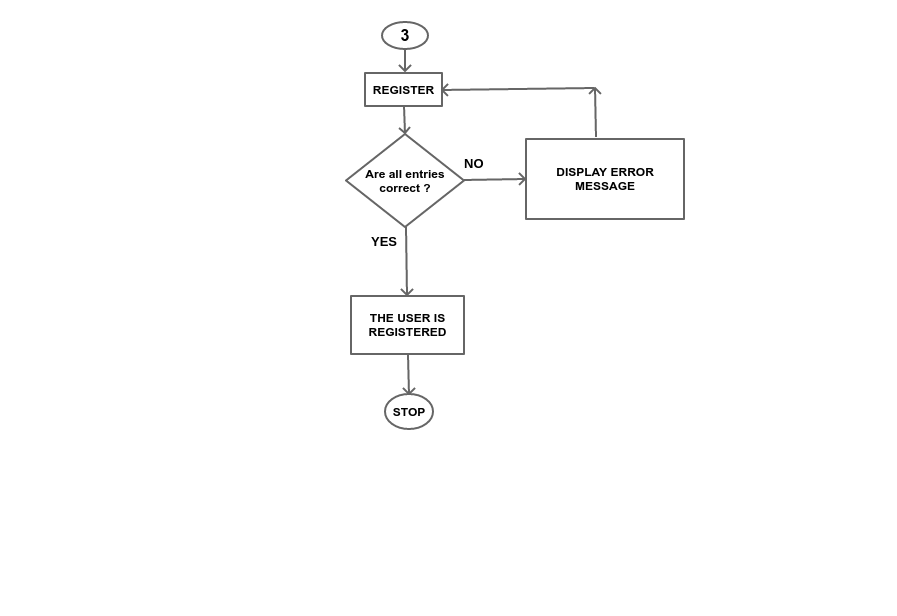 3
REGISTER
Are all entries
correct ?
NO
DISPLAY ERROR
MESSAGE
YES
THE USER IS
REGISTERED
STOP